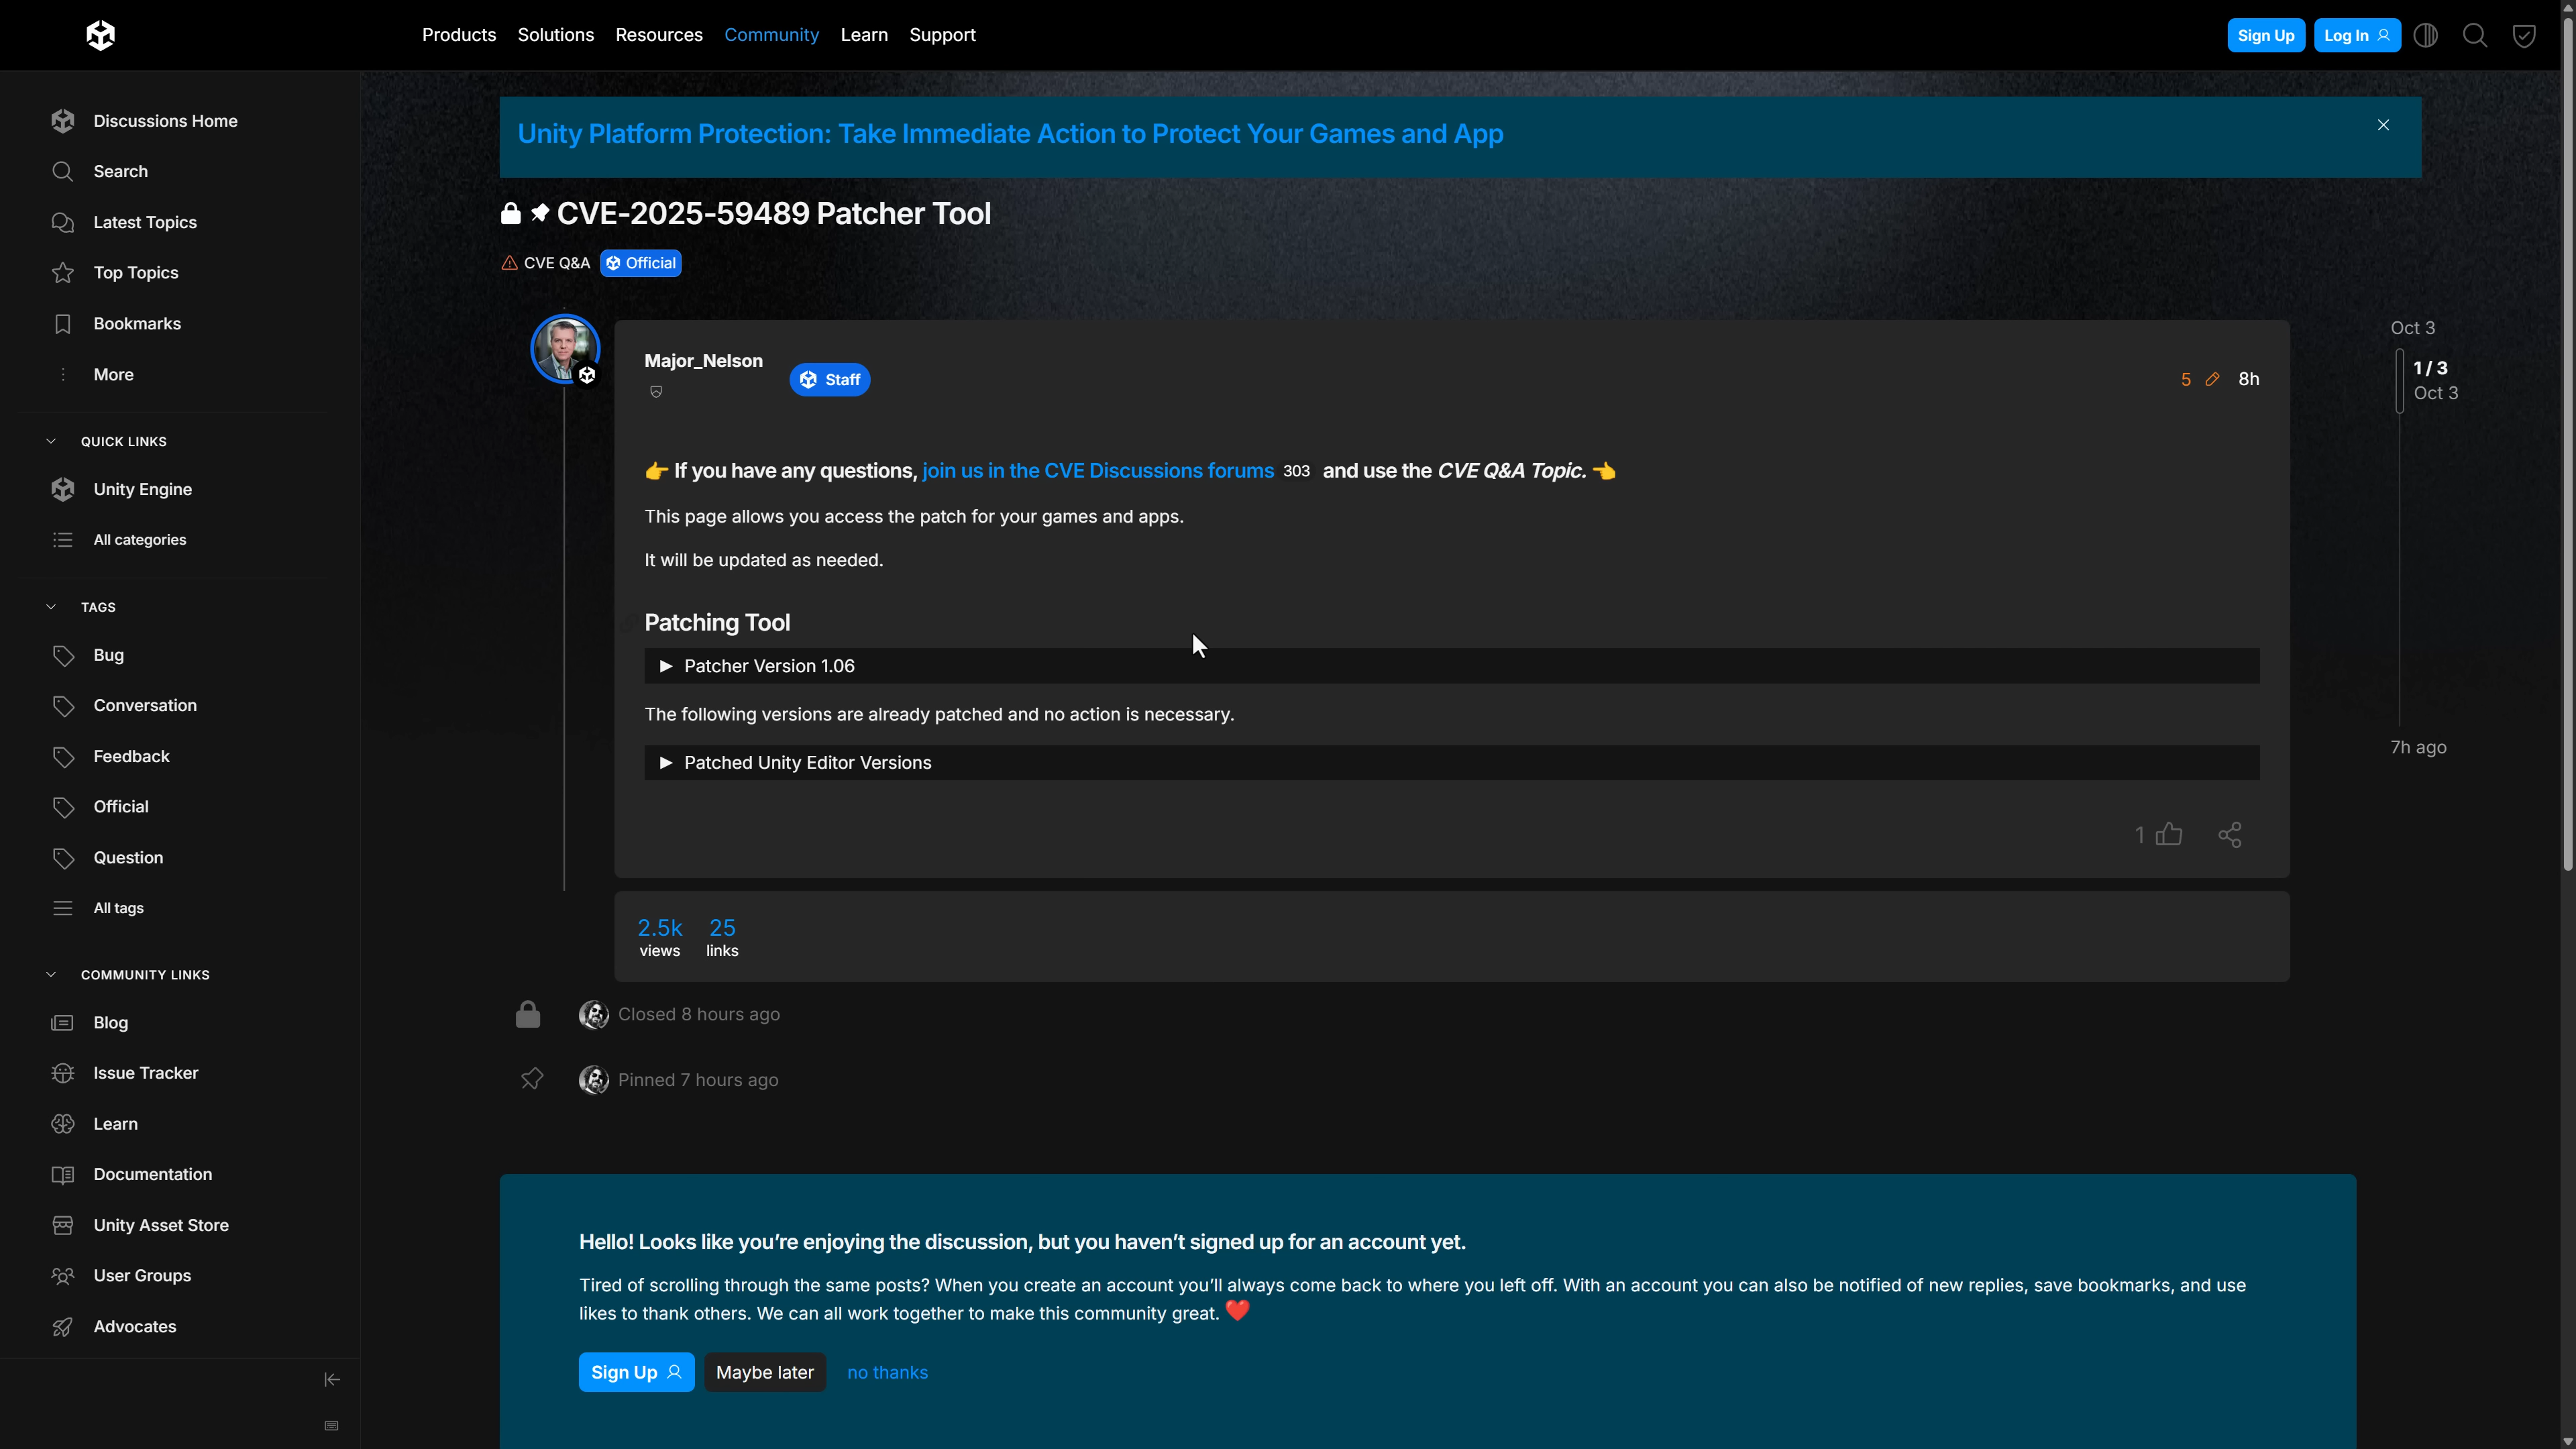 Products Solutions Resources Community Learn Support
Sign Up Log In
Discussions Home
Search
Latest Topics
Top Topics
Bookmarks
More
QUICK LINKS
Unity Engine
All categories
TAGS
Bug
Conversation
Feedback
Official
Question
All tags
COMMUNITY LINKS
Blog
Issue Tracker
Learn
Documentation
Unity Asset Store
User Groups
Advocates
Unity Platform Protection: Take Immediate Action to Protect Your Games and App
CVE-2025-59489 Patcher Tool
CVE Q&A Official
Major_Nelson
Staff
5 8h
👉 If you have any questions, join us in the CVE Discussions forums 303 and use the CVE Q&A Topic. 👈
This page allows you access the patch for your games and apps.
It will be updated as needed.
Patching Tool
▶ Patcher Version 1.06
The following versions are already patched and no action is necessary.
▶ Patched Unity Editor Versions
1
2.5k 25
views links
Oct 3
1 / 3
Oct 3
7h ago
Closed 8 hours ago
Pinned 7 hours ago
Hello! Looks like you’re enjoying the discussion, but you haven’t signed up for an account yet.
Tired of scrolling through the same posts? When you create an account you’ll always come back to where you left off. With an account you can also be notified of new replies, save bookmarks, and use
likes to thank others. We can all work together to make this community great. ❤️
Sign Up Maybe later no thanks